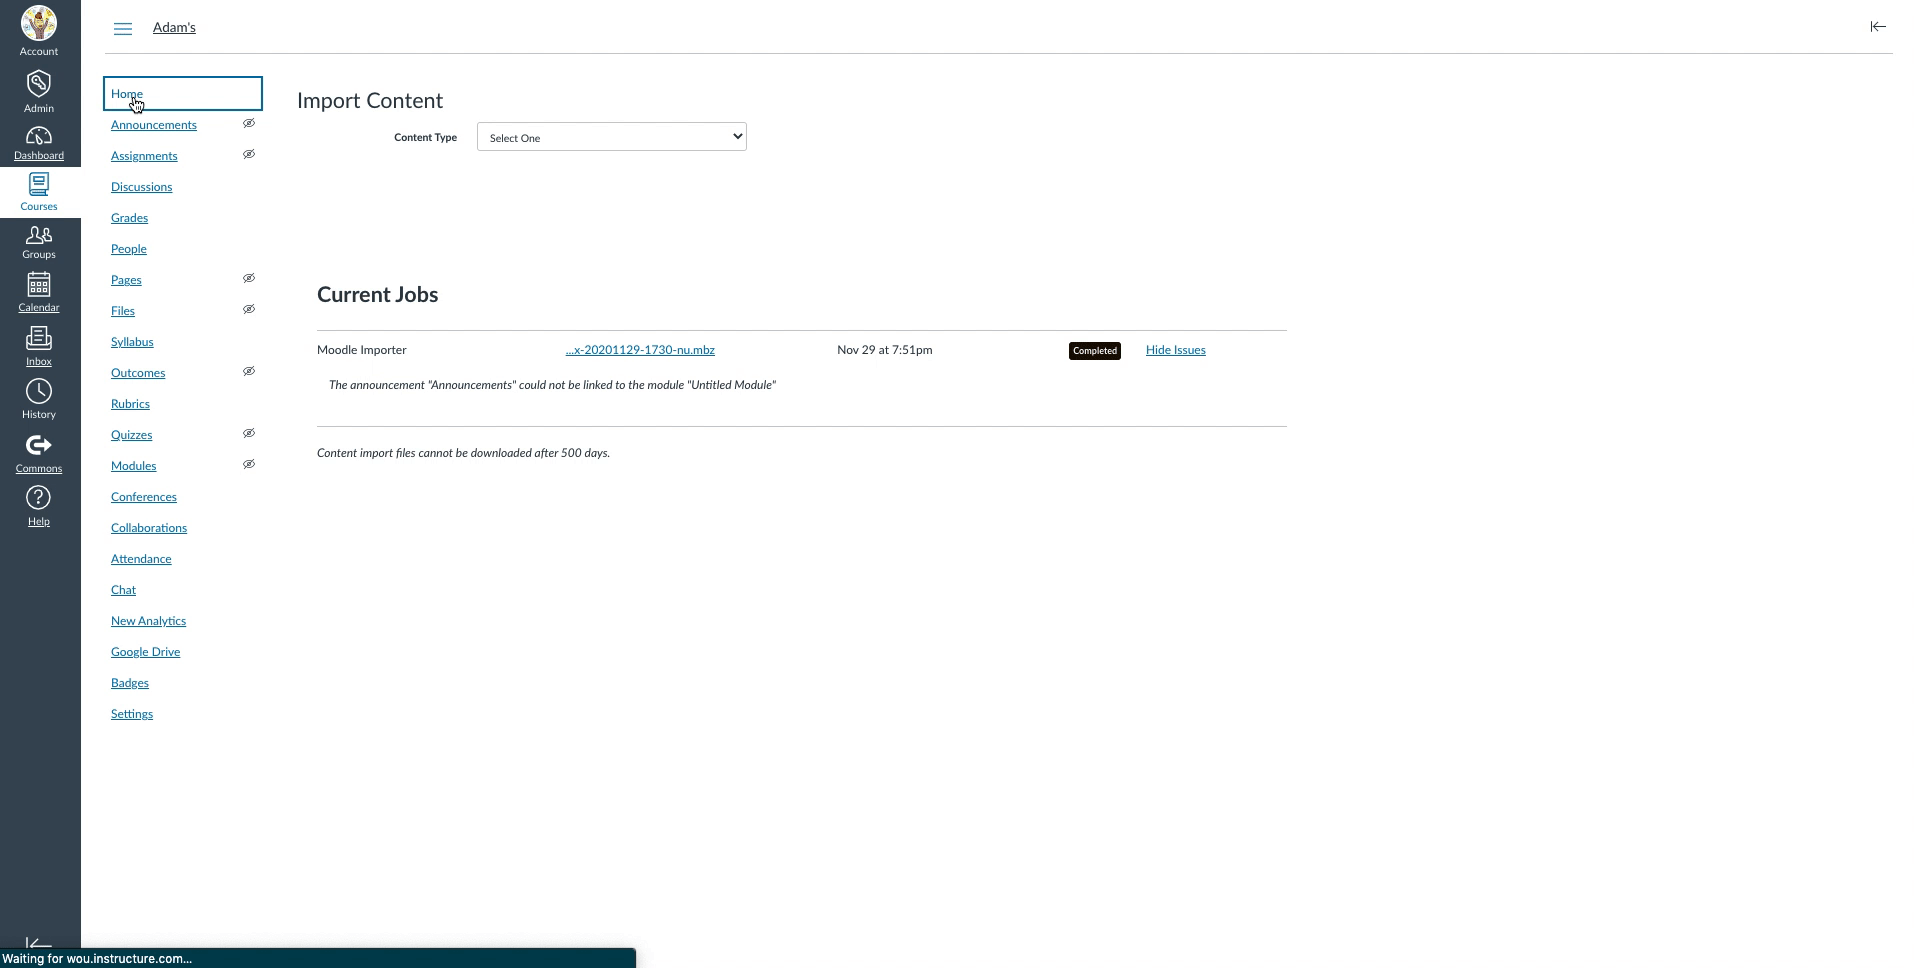 Account
Admin
Dashboard
Courses
Groups
Calendar
Inbox
History
Commons
Help
Adam's
Home
Announcements
Assignments
Discussions
Grades
People
Pages
Files
Syllabus
Outcomes
Rubrics
Quizzes
Modules
Conferences
Collaborations
Attendance
Chat
New Analytics
Google Drive
Badges
Settings
Import Content
Content Type Select One
Current Jobs
Moodle Importer ...x-20201129-1730-nu.mbz Nov 29 at 7:51pm Completed Hide Issues
The announcement "Announcements" could not be linked to the module "Untitled Module"
Content import files cannot be downloaded after 500 days.
Waiting for wou.instructure.com...